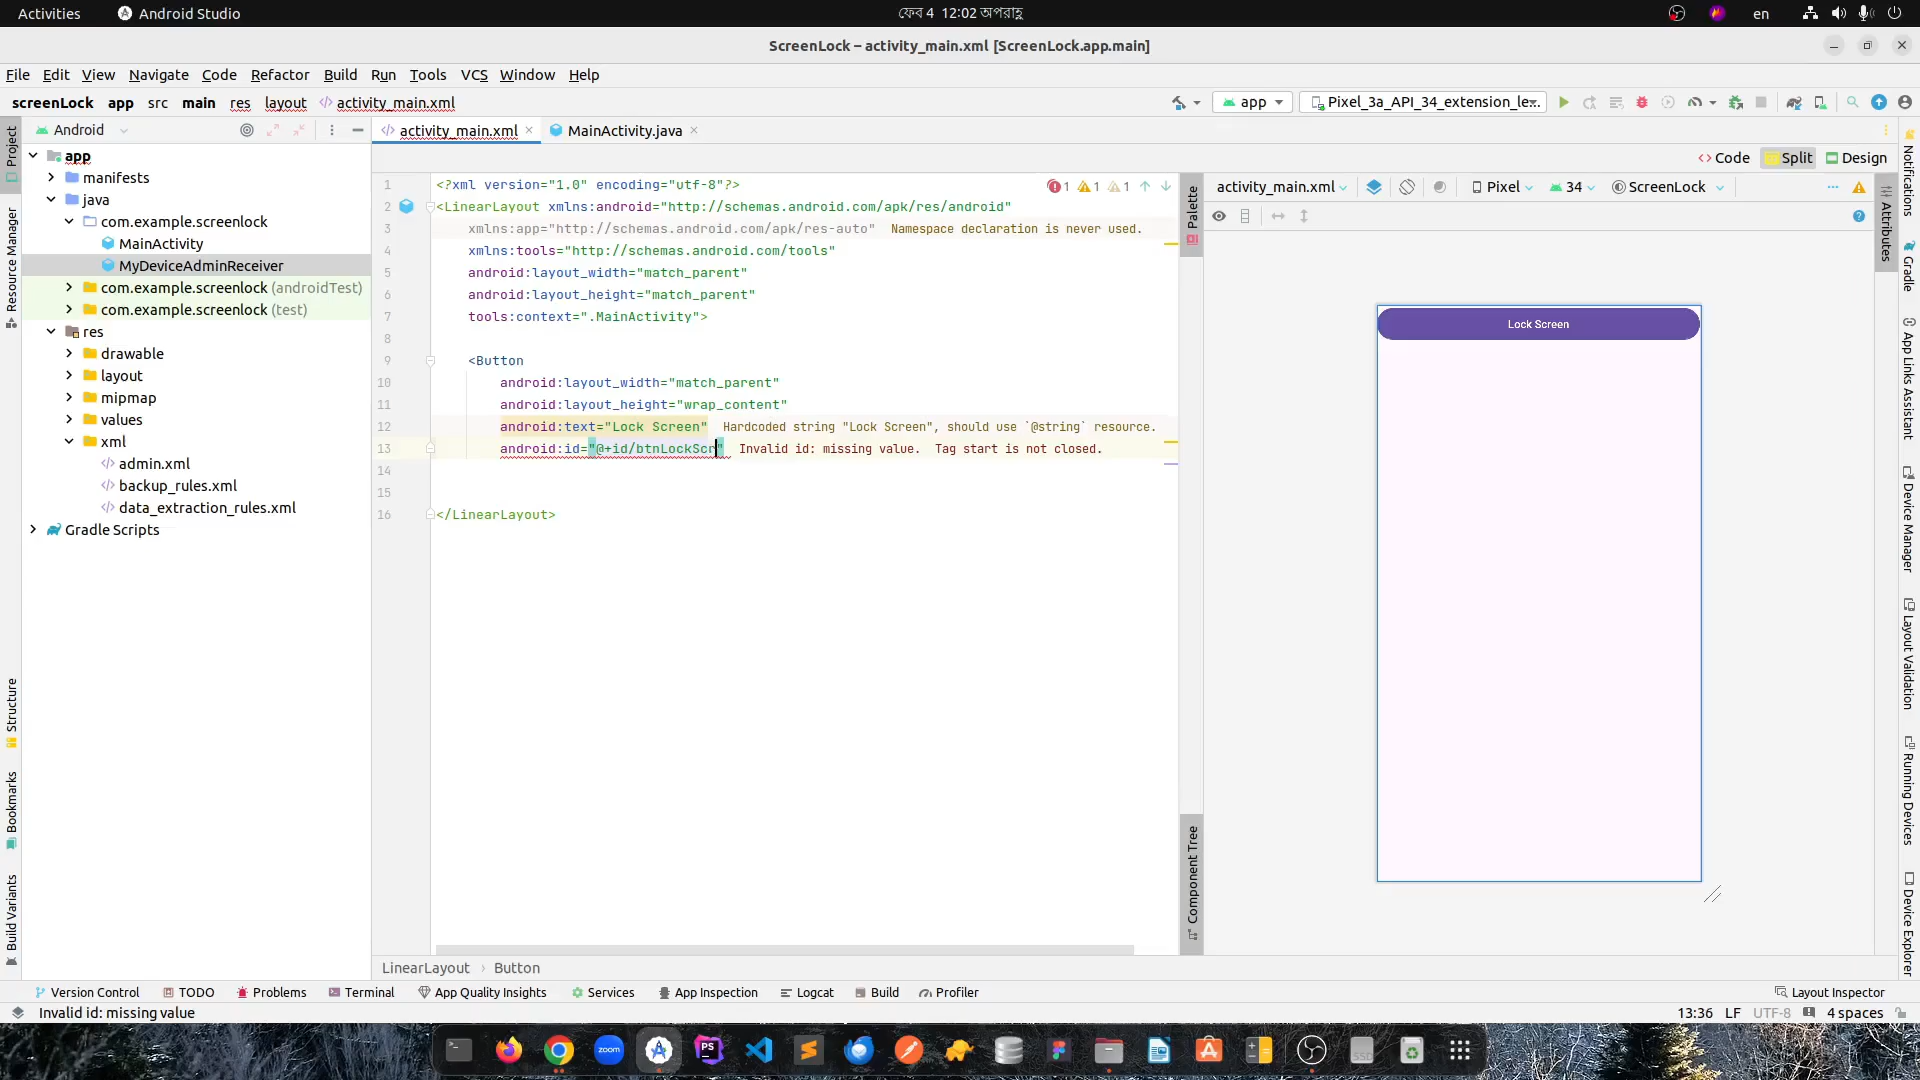 Activities
Android Studio
ফেব 4 12:02 অপরাহ্ণ
en
ScreenLock – activity_main.xml [ScreenLock.app.main]
File Edit View Navigate Code Refactor Build Run Tools VCS Window Help
screenLock app src main res layout activity_main.xml
app
Pixel_3a_API_34_extension_le...
Android
activity_main.xml
MainActivity.java
Code
Split
Design
Project
Resource Manager
Structure
Bookmarks
Build Variants
app
manifests
java
com.example.screenlock
MainActivity
MyDeviceAdminReceiver
com.example.screenlock (androidTest)
com.example.screenlock (test)
res
drawable
layout
mipmap
values
xml
admin.xml
backup_rules.xml
data_extraction_rules.xml
Gradle Scripts
1 <?xml version="1.0" encoding="utf-8"?>
1 1 1
2 <LinearLayout xmlns:android="http://schemas.android.com/apk/res/android"
3 xmlns:app="http://schemas.android.com/apk/res-auto" Namespace declaration is never used.
4 xmlns:tools="http://schemas.android.com/tools"
5 android:layout_width="match_parent"
6 android:layout_height="match_parent"
7 tools:context=".MainActivity">
8
9 <Button
10 android:layout_width="match_parent"
11 android:layout_height="wrap_content"
12 android:text="Lock Screen" Hardcoded string "Lock Screen", should use `@string` resource.
13 android:id="@+id/btnLockScr" Invalid id: missing value. Tag start is not closed.
14
15
16 </LinearLayout>
LinearLayout
Button
Palette
Component Tree
activity_main.xml
Pixel
34
ScreenLock
Lock Screen
Attributes
Notifications
Gradle
App Links Assistant
Device Manager
Layout Validation
Running Devices
Device Explorer
Version Control
TODO
Problems
Terminal
App Quality Insights
Services
App Inspection
Logcat
Build
Profiler
Layout Inspector
Invalid id: missing value
13:36 LF UTF-8 4 spaces
zoom
PS
SSD